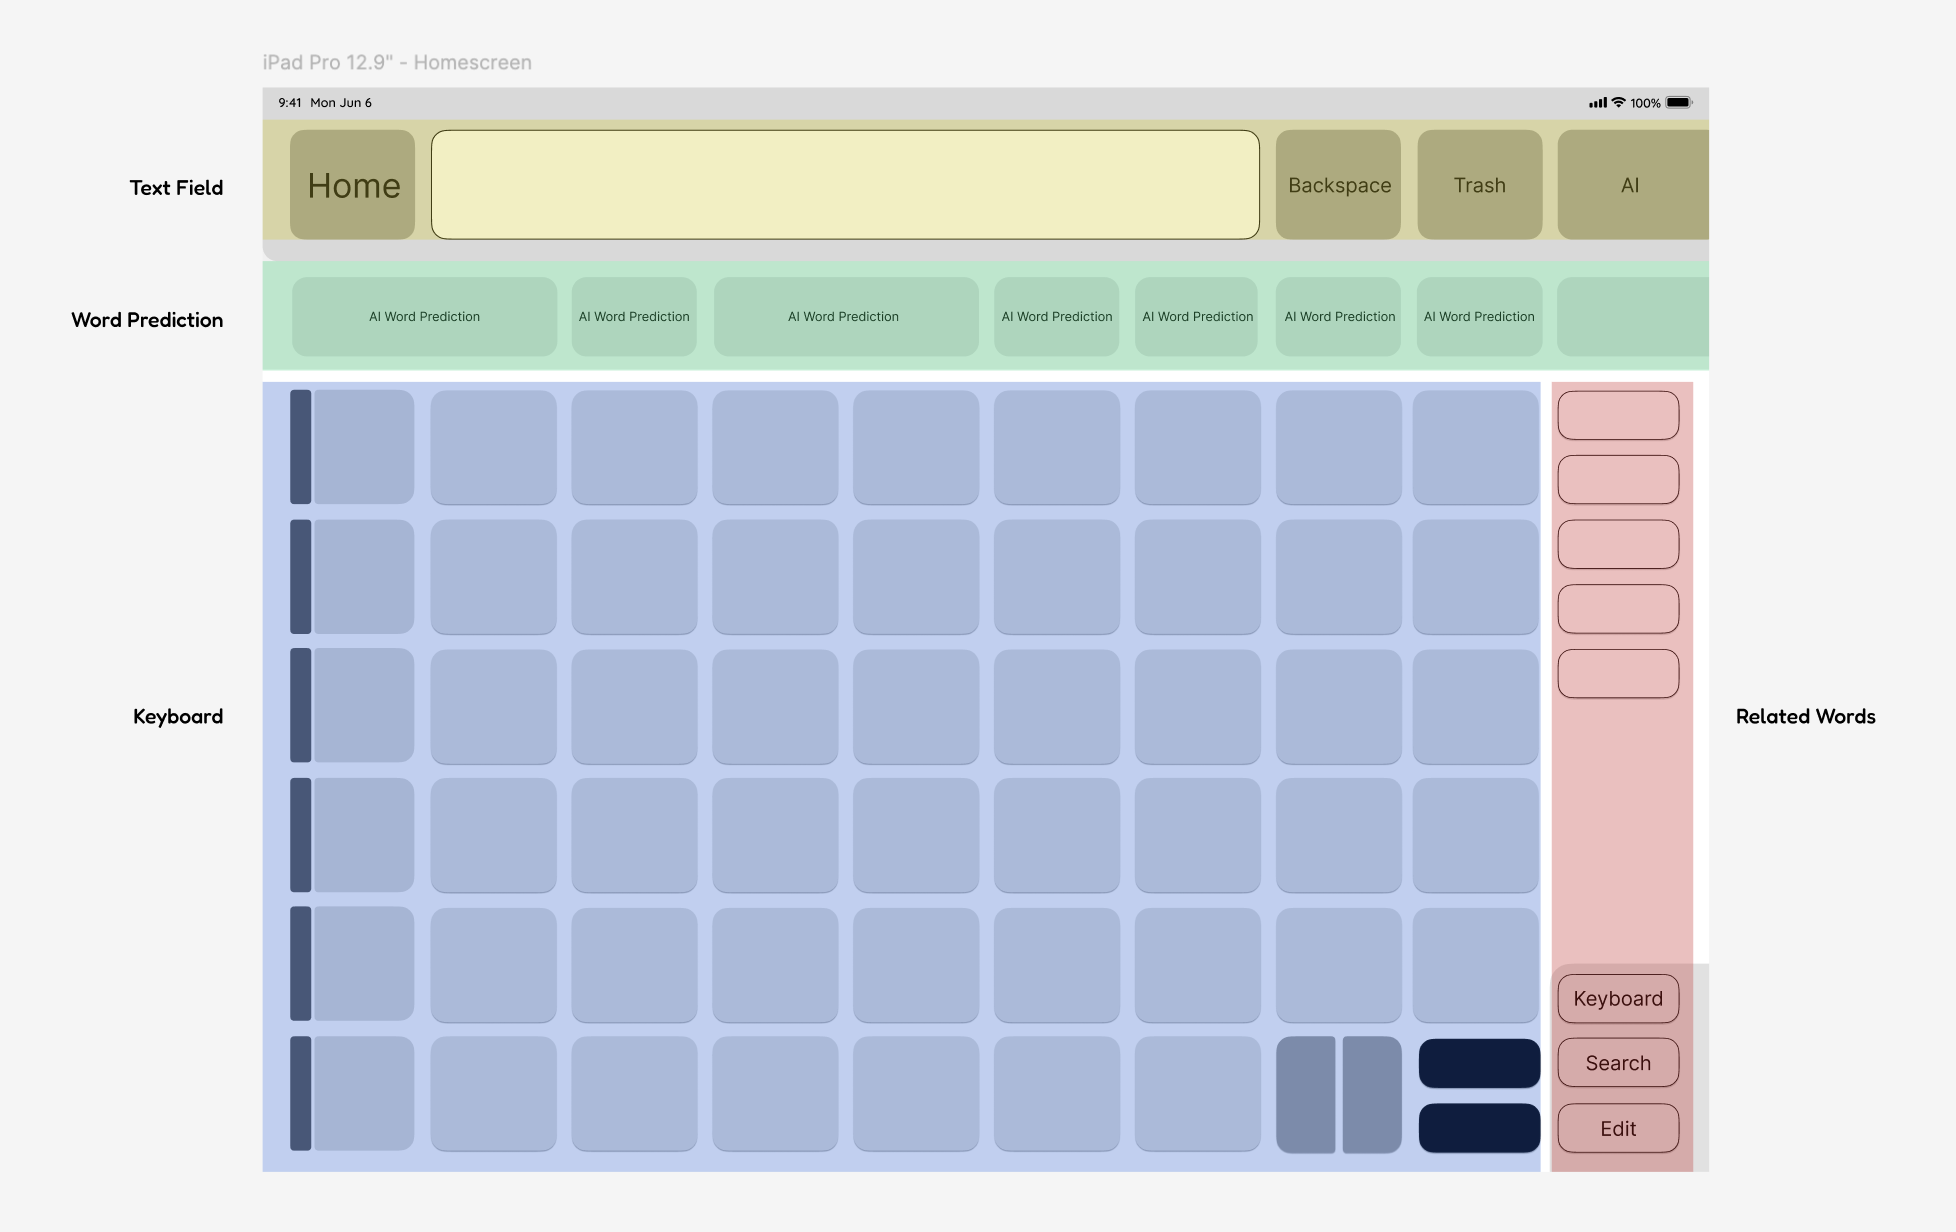 iPad Pro 12.9" - Homescreen
9:41 Mon Jun 6
100%
Text Field
Home
Backspace
Trash
AI
Word Prediction
AI Word Prediction
AI Word Prediction
AI Word Prediction
AI Word Prediction
AI Word Prediction
AI Word Prediction
AI Word Prediction
Keyboard
Related Words
Keyboard
Search
Edit